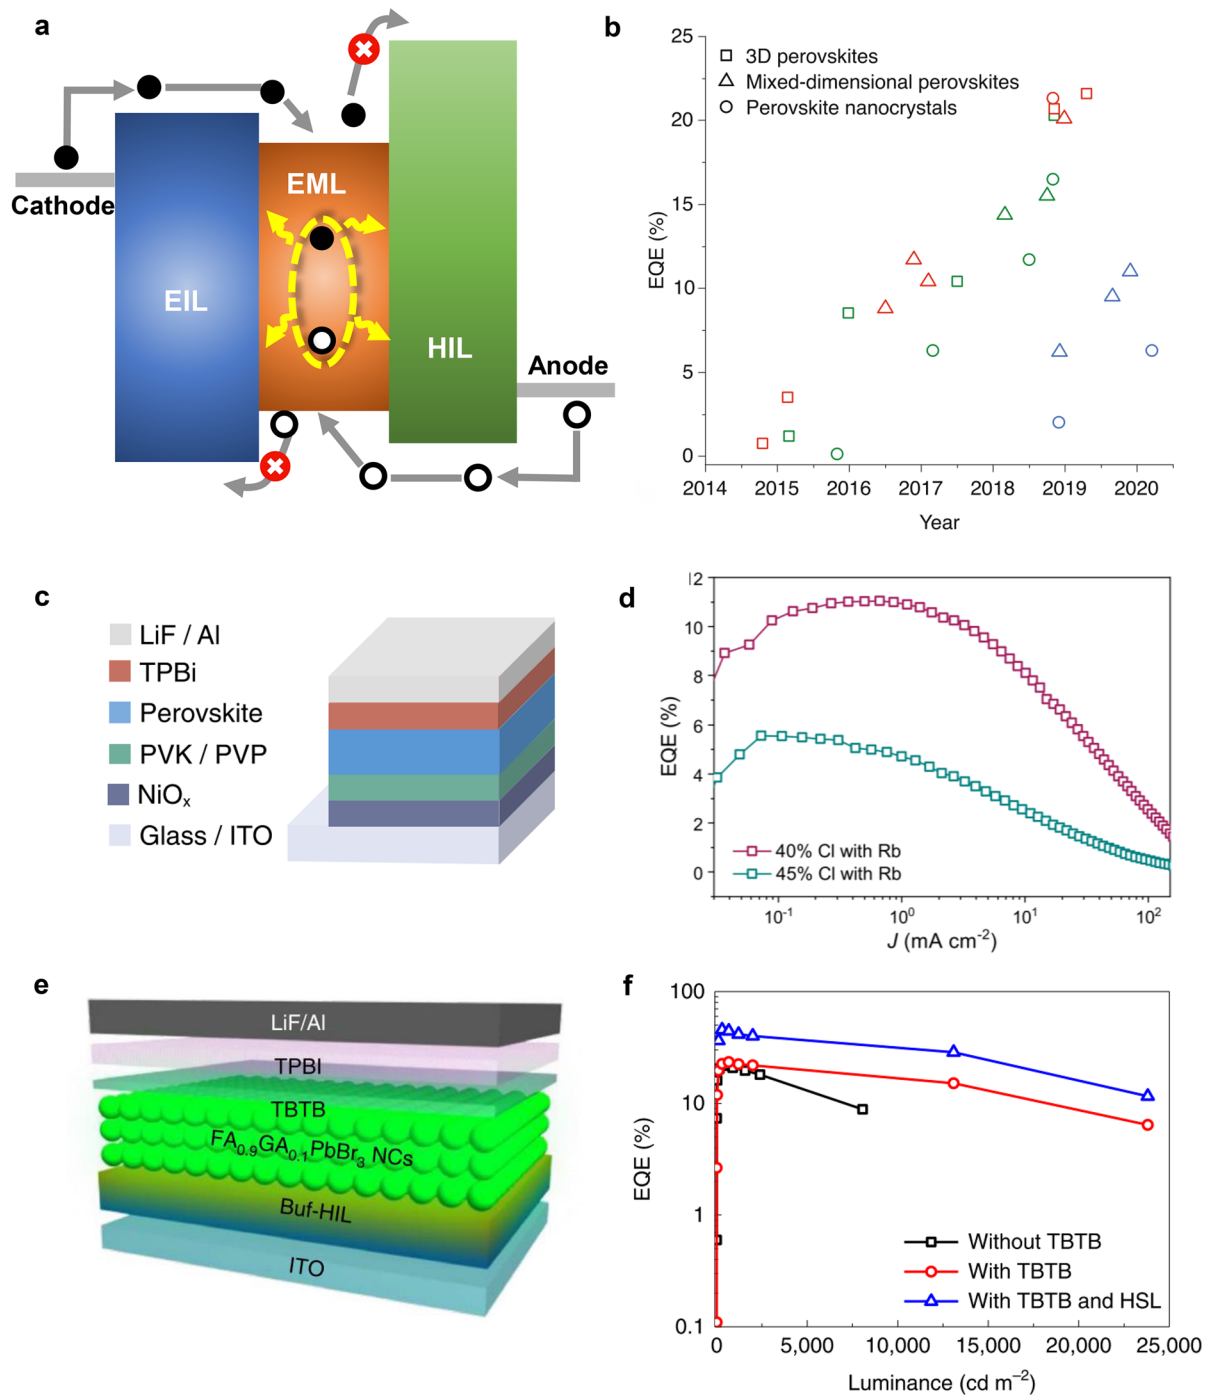 a
Cathode
EIL
EML
HIL
Anode
b
25
20
15
10
5
0
EQE (%)
3D perovskites
Mixed-dimensional perovskites
Perovskite nanocrystals
2014 2015 2016 2017 2018 2019 2020
Year
c
LiF / Al
TPBi
Perovskite
PVK / PVP
NiOₓ
Glass / ITO
d
12
10
8
6
4
2
0
EQE (%)
40% Cl with Rb
45% Cl with Rb
10⁻¹ 10⁰ 10¹ 10²
J (mA cm⁻²)
e
LiF/Al
TPBI
TBTB
FA₀.₉GA₀.₁PbBr₃ NCs
Buf-HIL
ITO
f
100
10
1
0.1
EQE (%)
Without TBTB
With TBTB
With TBTB and HSL
0 5,000 10,000 15,000 20,000 25,000
Luminance (cd m⁻²)